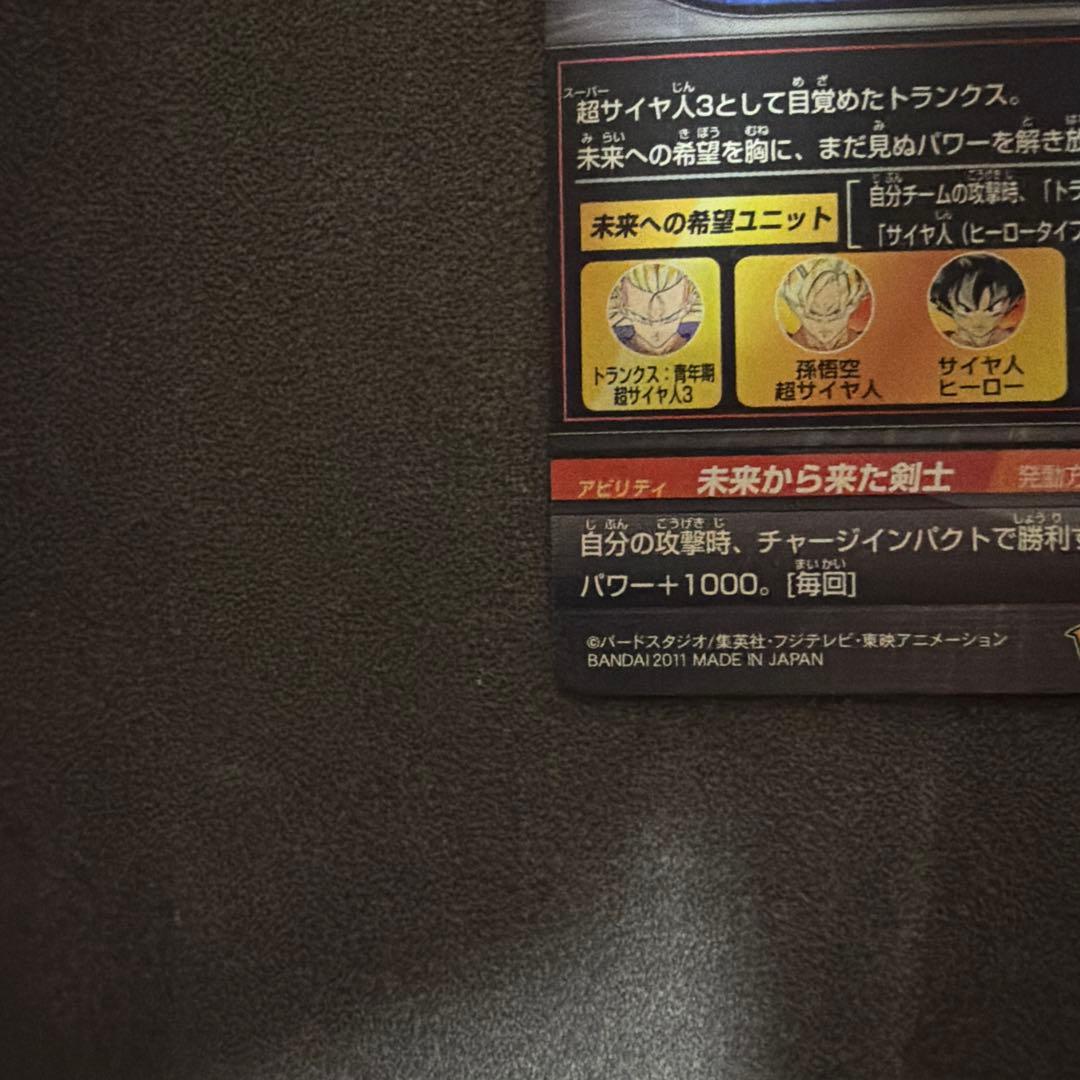 超サイヤ人3として目覚めたトランクス。
未来への希望を胸に、まだ見ぬパワーを解き放
未来への希望ユニット
自分チームの攻撃時、「トラ
「サイヤ人（ヒーロータイプ
トランクス：青年期
超サイヤ人3
孫悟空
超サイヤ人
サイヤ人
ヒーロー
アビリティ 未来から来た剣士 発動方
自分の攻撃時、チャージインパクトで勝利す
パワー＋1000。[毎回]
©バードスタジオ/集英社・フジテレビ・東映アニメーション
BANDAI 2011 MADE IN JAPAN